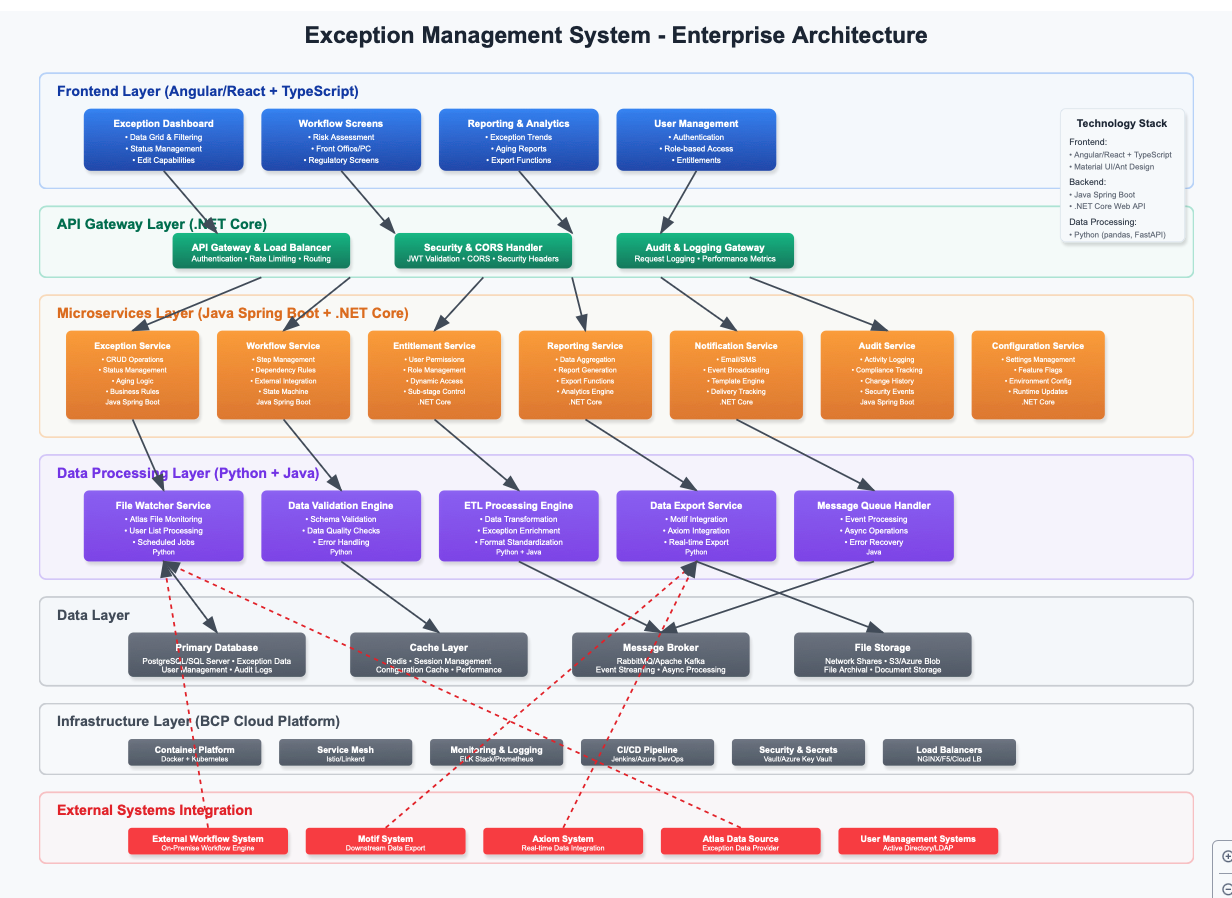 Exception Management System - Enterprise Architecture
Frontend Layer (Angular/React + TypeScript)
Exception Dashboard
• Data Grid & Filtering
• Status Management
• Edit Capabilities
Workflow Screens
• Risk Assessment
• Front Office/PC
• Regulatory Screens
Reporting & Analytics
• Exception Trends
• Aging Reports
• Export Functions
User Management
• Authentication
• Role-based Access
• Entitlements
Technology Stack
Frontend:
• Angular/React + TypeScript
• Material UI/Ant Design
Backend:
• Java Spring Boot
• .NET Core Web API
Data Processing:
• Python (pandas, FastAPI)
API Gateway Layer (.NET Core)
API Gateway & Load Balancer
Authentication • Rate Limiting • Routing
Security & CORS Handler
JWT Validation • CORS • Security Headers
Audit & Logging Gateway
Request Logging • Performance Metrics
Microservices Layer (Java Spring Boot + .NET Core)
Exception Service
• CRUD Operations
• Status Management
• Aging Logic
• Business Rules
Java Spring Boot
Workflow Service
• Step Management
• Dependency Rules
• External Integration
• State Machine
Java Spring Boot
Entitlement Service
• User Permissions
• Role Management
• Dynamic Access
• Sub-stage Control
.NET Core
Reporting Service
• Data Aggregation
• Report Generation
• Export Functions
• Analytics Engine
.NET Core
Notification Service
• Email/SMS
• Event Broadcasting
• Template Engine
• Delivery Tracking
.NET Core
Audit Service
• Activity Logging
• Compliance Tracking
• Change History
• Security Events
Java Spring Boot
Configuration Service
• Settings Management
• Feature Flags
• Environment Config
• Runtime Updates
.NET Core
Data Processing Layer (Python + Java)
File Watcher Service
• Atlas File Monitoring
• User List Processing
• Scheduled Jobs
Python
Data Validation Engine
• Schema Validation
• Data Quality Checks
• Error Handling
Python
ETL Processing Engine
• Data Transformation
• Exception Enrichment
• Format Standardization
Python + Java
Data Export Service
• Motif Integration
• Axiom Integration
• Real-time Export
Python
Message Queue Handler
• Event Processing
• Async Operations
• Error Recovery
Java
Data Layer
Primary Database
PostgreSQL/SQL Server • Exception Data
User Management • Audit Logs
Cache Layer
Redis • Session Management
Configuration Cache • Performance
Message Broker
RabbitMQ/Apache Kafka
Event Streaming • Async Processing
File Storage
Network Shares • S3/Azure Blob
File Archival • Document Storage
Infrastructure Layer (BCP Cloud Platform)
Container Platform
Docker + Kubernetes
Service Mesh
Istio/Linkerd
Monitoring & Logging
ELK Stack/Prometheus
CI/CD Pipeline
Jenkins/Azure DevOps
Security & Secrets
Vault/Azure Key Vault
Load Balancers
NGINX/F5/Cloud LB
External Systems Integration
External Workflow System
On-Premise Workflow Engine
Motif System
Downstream Data Export
Axiom System
Real-time Data Integration
Atlas Data Source
Exception Data Provider
User Management Systems
Active Directory/LDAP